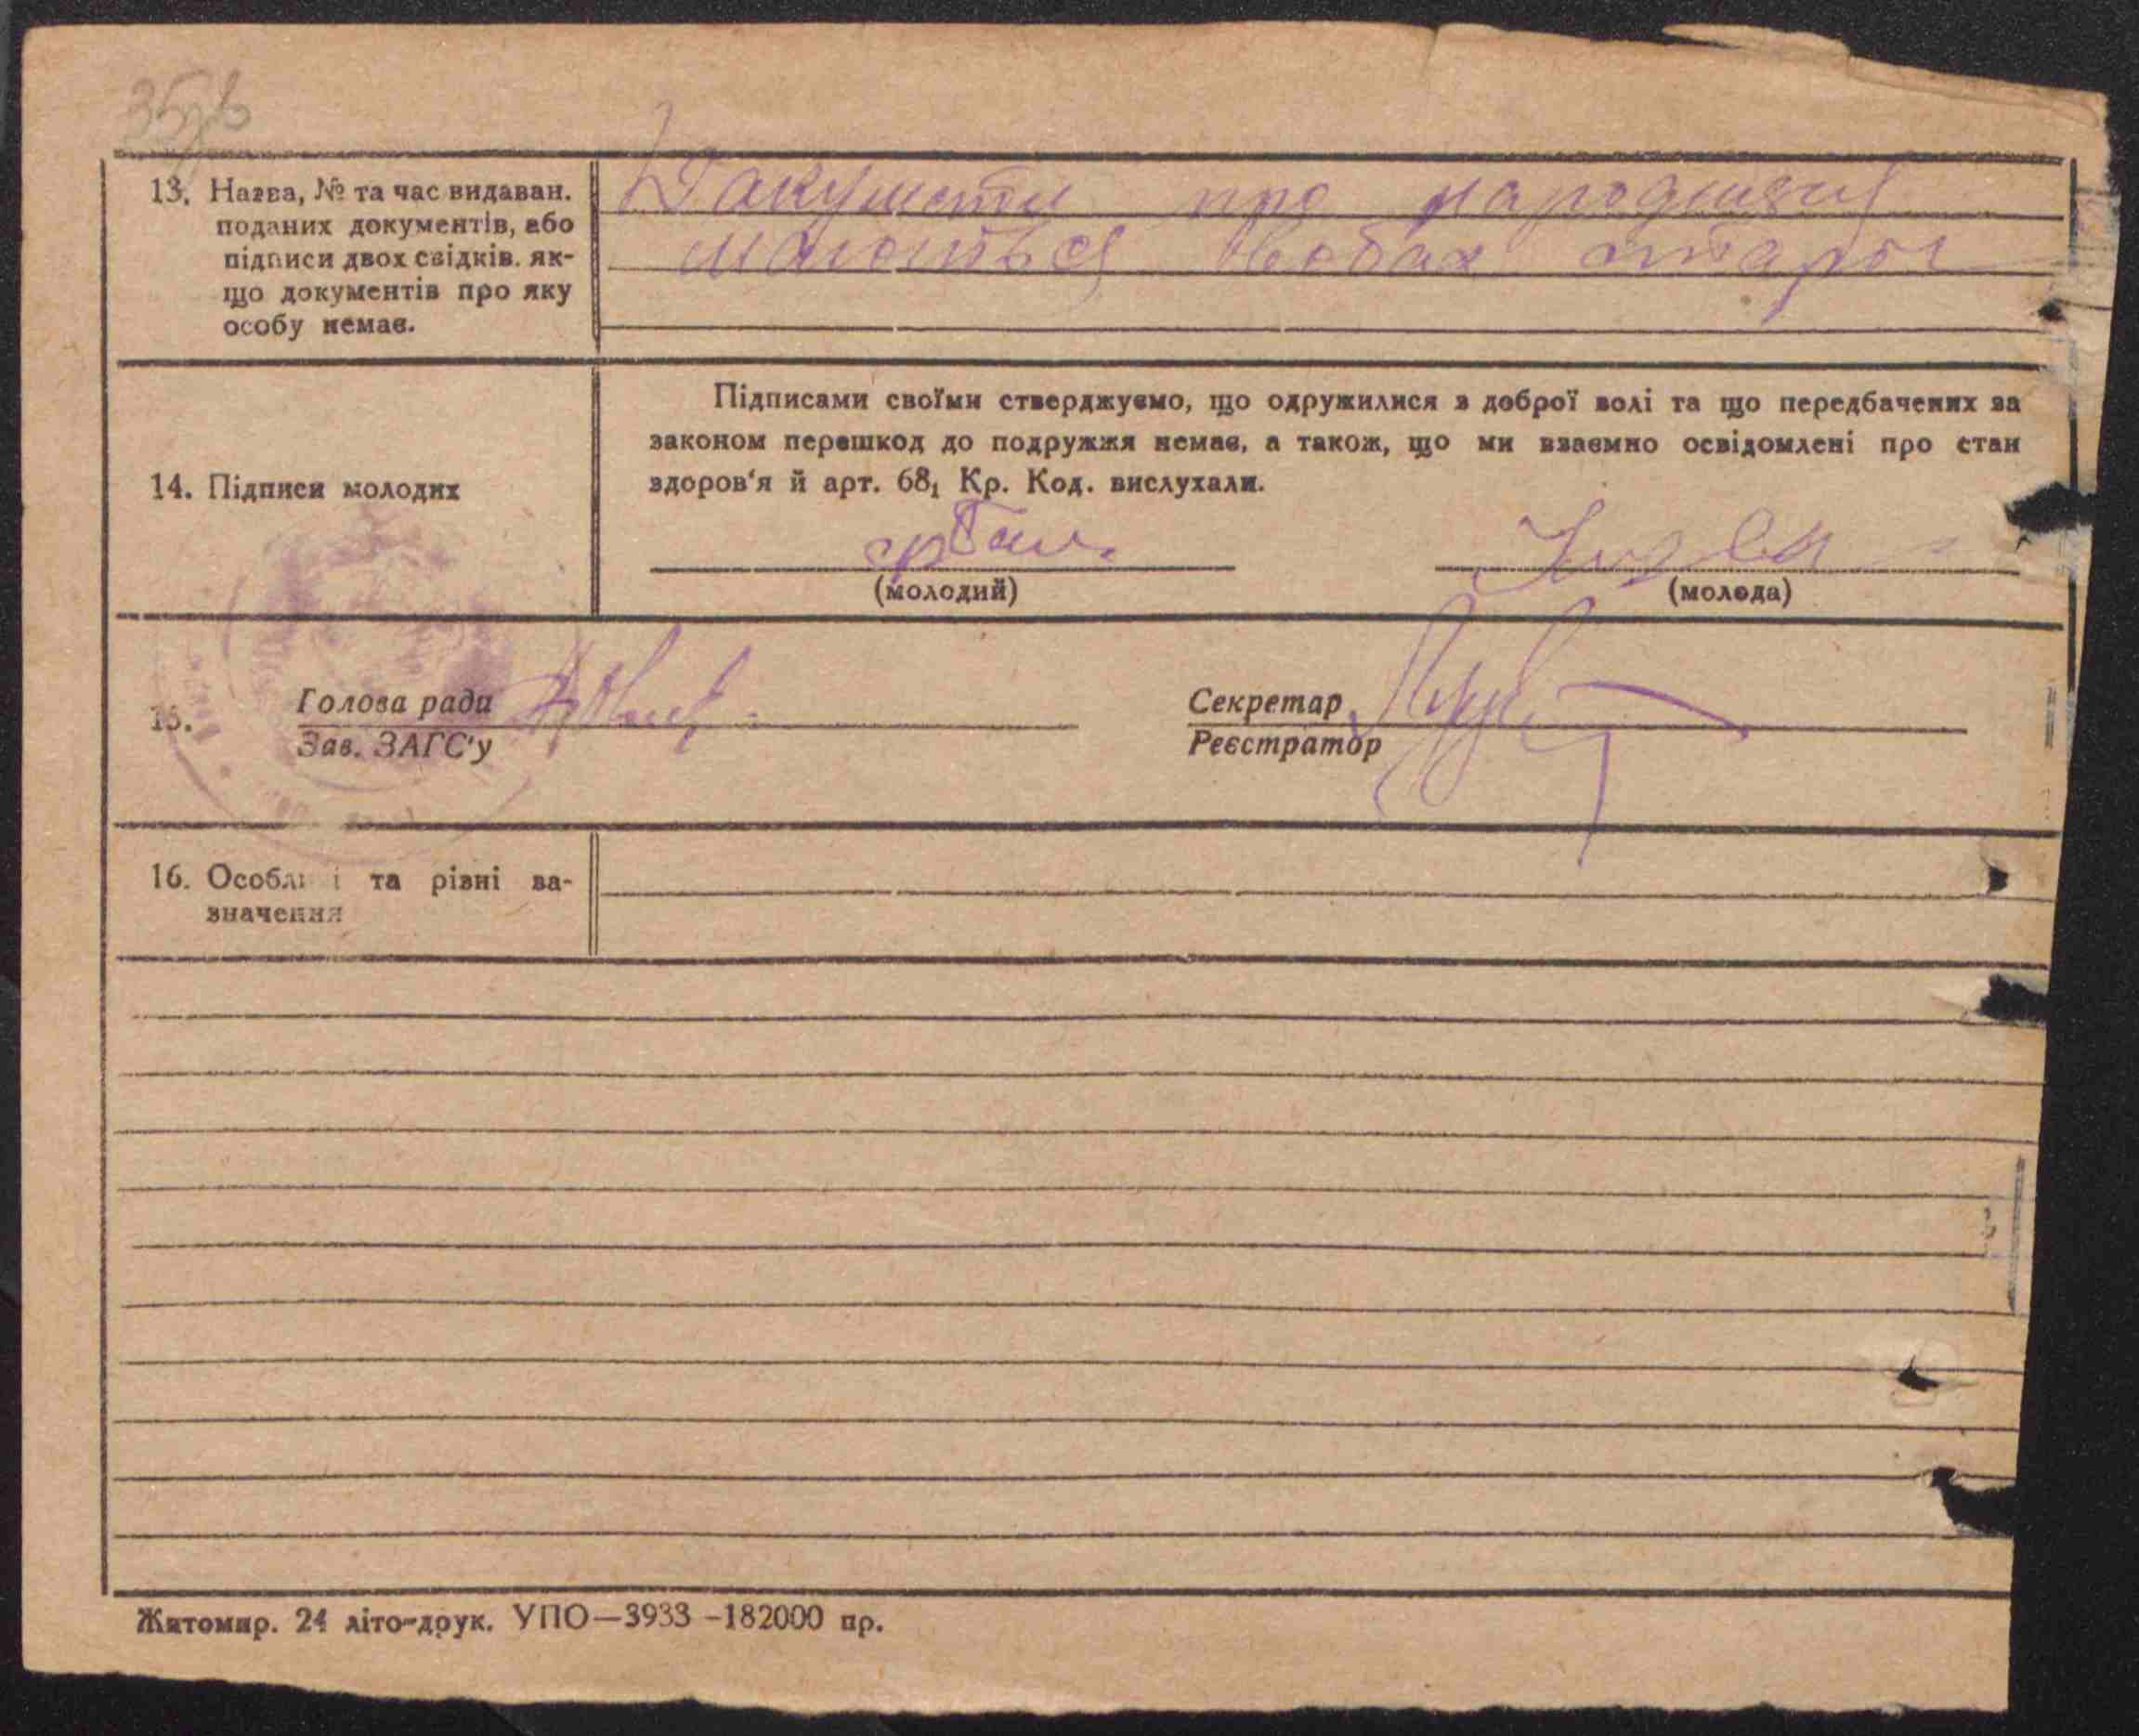 13. Назва, № та час видаван.
поданих документів, або
підписи двох свідків. як-
що документів про яку
особу немає.
Дакументи про народження
маються
14. Підписи молодих
Підписами своїми стверджуємо, що одружилися з доброї волі та що передбачених за
законом перешкод до подружжя немає, а також, що ми взаємно освідомлені про стан
здоров'я й арт. 68₁ Кр. Код. вислухали.
(молодий) (молода)
15. Голова ради Секретар
Зав. ЗАГС'у Реєстратор
16. Особливі та різні за-
значення
Житомир. 24 літо-друк. УПО—3933 –182000 пр.